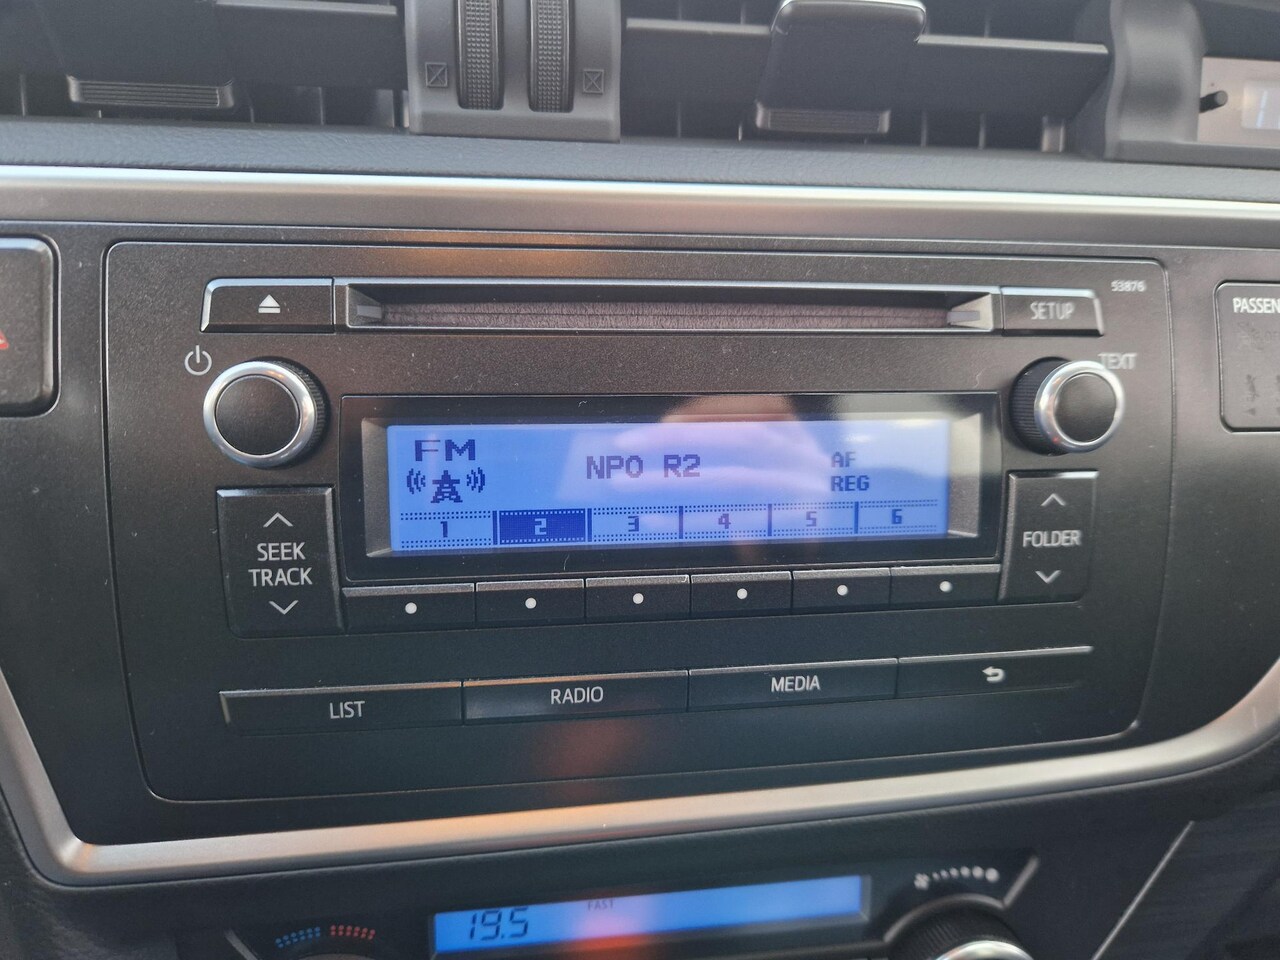 53876
SETUP
PASSEN
TEXT
FM
NPO R2
AF
REG
1 2 3 4 5 6
SEEK
TRACK
FOLDER
LIST
RADIO
MEDIA
FAST
19.5